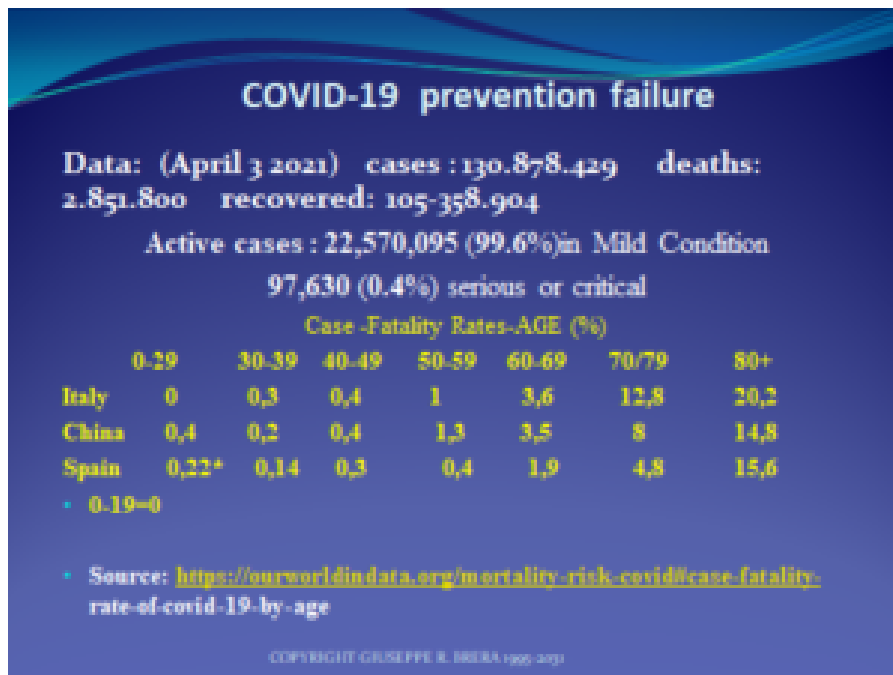 COVID-19 prevention failure
Data: (April 3 2021) cases :130.878.429 deaths:
2.851.800 recovered: 105-358.904
Active cases : 22,570,095 (99.6%)in Mild Condition
97,630 (0.4%) serious or critical
Case -Fatality Rates-AGE (%)
0-29 30-39 40-49 50-59 60-69 70/79 80+
Italy 0 0,3 0,4 1 3,6 12,8 20,2
China 0,4 0,2 0,4 1,3 3,5 8 14,8
Spain 0,22* 0,14 0,3 0,4 1,9 4,8 15,6
• 0-19=0
• Source: https://ourworldindata.org/mortality-risk-covid#case-fatality-
rate-of-covid-19-by-age
COPYRIGHT GIUSEPPE R. BRERA